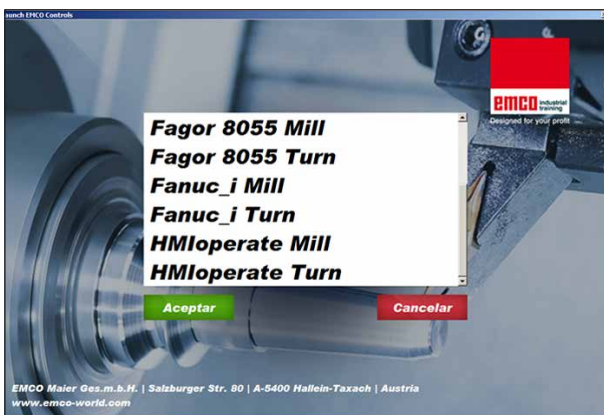 aunch EMCO Controls
emco industrial
training
Designed for your profit
Fagor 8055 Mill
Fagor 8055 Turn
Fanuc_i Mill
Fanuc_i Turn
HMIoperate Mill
HMIoperate Turn
Aceptar
Cancelar
EMCO Maier Ges.m.b.H. | Salzburger Str. 80 | A-5400 Hallein-Taxach | Austria
www.emco-world.com